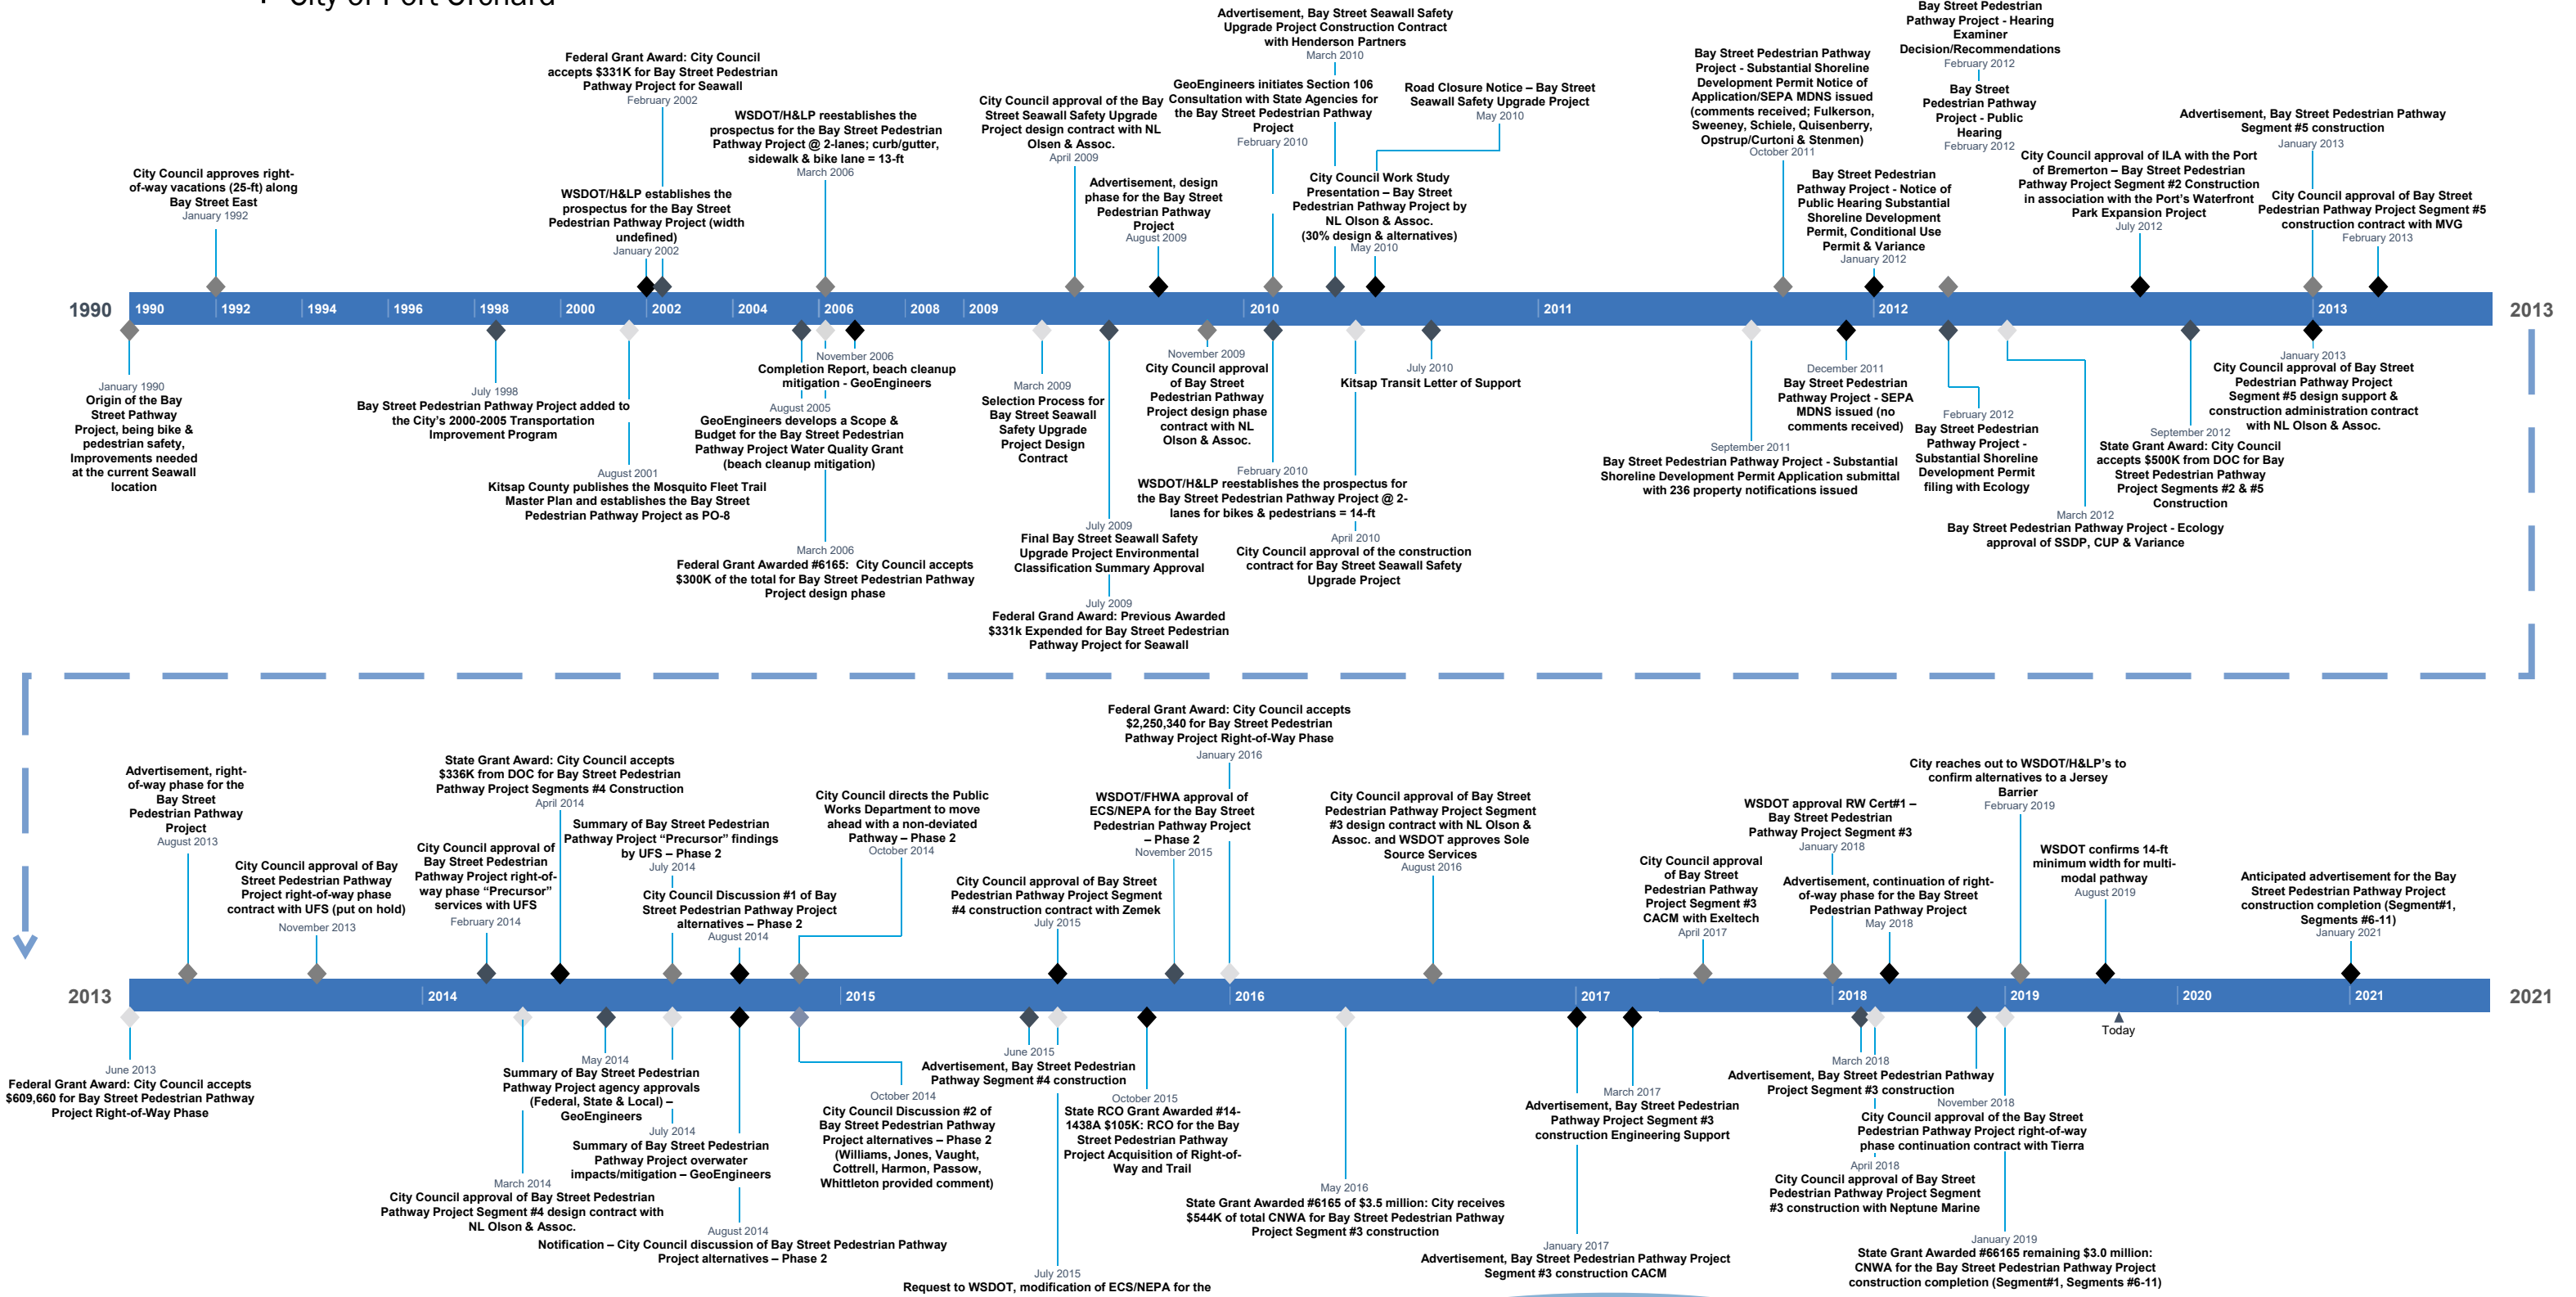 City of Port Orchard
Federal Grant Award: City Council
accepts $331K for Bay Street Pedestrian
Pathway Project for Seawall
February 2002
City Council approves right-
of-way vacations (25-ft) along
Bay Street East
January 1992
WSDOT/H&LP establishes the
prospectus for the Bay Street
Pedestrian Pathway Project (width
undefined)
January 2002
WSDOT/H&LP reestablishes the
prospectus for the Bay Street Pedestrian
Pathway Project @ 2-lanes; curb/gutter,
sidewalk & bike lane = 13-ft
March 2006
City Council approval of the Bay
Street Seawall Safety Upgrade
Project design contract with NL
Olsen & Assoc.
April 2009
Advertisement, design
phase for the Bay Street
Pedestrian Pathway
Project
August 2009
Advertisement, Bay Street Seawall Safety
Upgrade Project Construction Contract
with Henderson Partners
March 2010
GeoEngineers initiates Section 106
Consultation with State Agencies for
the Bay Street Pedestrian Pathway
Project
February 2010
Road Closure Notice – Bay Street
Seawall Safety Upgrade Project
May 2010
City Council Work Study
Presentation – Bay Street
Pedestrian Pathway Project by
NL Olson & Assoc.
(30% design & alternatives)
May 2010
Bay Street Pedestrian Pathway
Project - Substantial Shoreline
Development Permit Notice of
Application/SEPA MDNS issued
(comments received; Fulkerson,
Sweeney, Schiele, Quisenberry,
Opstrup/Curtoni & Stenmen)
October 2011
Bay Street Pedestrian
Pathway Project - Notice of
Public Hearing Substantial
Shoreline Development
Permit, Conditional Use
Permit & Variance
January 2012
Bay Street Pedestrian
Pathway Project - Hearing
Examiner
Decision/Recommendations
February 2012
Bay Street
Pedestrian Pathway
Project - Public
Hearing
February 2012
City Council approval of ILA with the Port
of Bremerton – Bay Street Pedestrian
Pathway Project Segment #2 Construction
in association with the Port's Waterfront
Park Expansion Project
July 2012
Advertisement, Bay Street Pedestrian Pathway
Segment #5 construction
January 2013
City Council approval of Bay Street
Pedestrian Pathway Project Segment #5
construction contract with MVG
February 2013
1990
1990
1992
1994
1996
1998
2000
2002
2004
2006
2008
2009
2010
2011
2012
2013
2013
January 1990
Origin of the Bay
Street Pathway
Project, being bike &
pedestrian safety,
Improvements needed
at the current Seawall
location
July 1998
Bay Street Pedestrian Pathway Project added to
the City's 2000-2005 Transportation
Improvement Program
August 2001
Kitsap County publishes the Mosquito Fleet Trail
Master Plan and establishes the Bay Street
Pedestrian Pathway Project as PO-8
November 2006
Completion Report, beach cleanup
mitigation - GeoEngineers
August 2005
GeoEngineers develops a Scope &
Budget for the Bay Street Pedestrian
Pathway Project Water Quality Grant
(beach cleanup mitigation)
March 2006
Federal Grant Awarded #6165: City Council accepts
$300K of the total for Bay Street Pedestrian Pathway
Project design phase
March 2009
Selection Process for
Bay Street Seawall
Safety Upgrade
Project Design
Contract
July 2009
Final Bay Street Seawall Safety
Upgrade Project Environmental
Classification Summary Approval
July 2009
Federal Grand Award: Previous Awarded
$331k Expended for Bay Street Pedestrian
Pathway Project for Seawall
November 2009
City Council approval
of Bay Street
Pedestrian Pathway
Project design phase
contract with NL
Olson & Assoc.
February 2010
WSDOT/H&LP reestablishes the prospectus for
the Bay Street Pedestrian Pathway Project @ 2-
lanes for bikes & pedestrians = 14-ft
April 2010
City Council approval of the construction
contract for Bay Street Seawall Safety
Upgrade Project
July 2010
Kitsap Transit Letter of Support
September 2011
Bay Street Pedestrian Pathway Project - Substantial
Shoreline Development Permit Application submittal
with 236 property notifications issued
December 2011
Bay Street Pedestrian
Pathway Project - SEPA
MDNS issued (no
comments received)
February 2012
Bay Street Pedestrian
Pathway Project -
Substantial Shoreline
Development Permit
filing with Ecology
March 2012
Bay Street Pedestrian Pathway Project - Ecology
approval of SSDP, CUP & Variance
September 2012
State Grant Award: City Council
accepts $500K from DOC for Bay
Street Pedestrian Pathway
Project Segments #2 & #5
Construction
January 2013
City Council approval of Bay Street
Pedestrian Pathway Project
Segment #5 design support &
construction administration contract
with NL Olson & Assoc.
Advertisement, right-
of-way phase for the
Bay Street
Pedestrian Pathway
Project
August 2013
City Council approval of Bay
Street Pedestrian Pathway
Project right-of-way phase
contract with UFS (put on hold)
November 2013
State Grant Award: City Council accepts
$336K from DOC for Bay Street Pedestrian
Pathway Project Segments #4 Construction
April 2014
City Council approval of
Bay Street Pedestrian
Pathway Project right-of-
way phase “Precursor”
services with UFS
February 2014
Summary of Bay Street Pedestrian
Pathway Project “Precursor” findings
by UFS – Phase 2
July 2014
City Council Discussion #1 of Bay
Street Pedestrian Pathway Project
alternatives – Phase 2
August 2014
City Council directs the Public
Works Department to move
ahead with a non-deviated
Pathway – Phase 2
October 2014
City Council approval of Bay Street
Pedestrian Pathway Project Segment
#4 construction contract with Zemek
July 2015
Federal Grant Award: City Council accepts
$2,250,340 for Bay Street Pedestrian
Pathway Project Right-of-Way Phase
January 2016
WSDOT/FHWA approval of
ECS/NEPA for the Bay Street
Pedestrian Pathway Project
– Phase 2
November 2015
City Council approval of Bay Street
Pedestrian Pathway Project Segment
#3 design contract with NL Olson &
Assoc. and WSDOT approves Sole
Source Services
August 2016
City Council approval
of Bay Street
Pedestrian Pathway
Project Segment #3
CACM with Exeltech
April 2017
WSDOT approval RW Cert#1 –
Bay Street Pedestrian
Pathway Project Segment #3
January 2018
Advertisement, continuation of right-
of-way phase for the Bay Street
Pedestrian Pathway Project
May 2018
City reaches out to WSDOT/H&LP's to
confirm alternatives to a Jersey
Barrier
February 2019
WSDOT confirms 14-ft
minimum width for multi-
modal pathway
August 2019
Anticipated advertisement for the Bay
Street Pedestrian Pathway Project
construction completion (Segment#1,
Segments #6-11)
January 2021
2013
2014
2015
2016
2017
2018
2019
2020
2021
2021
Today
June 2013
Federal Grant Award: City Council accepts
$609,660 for Bay Street Pedestrian Pathway
Project Right-of-Way Phase
March 2014
City Council approval of Bay Street Pedestrian
Pathway Project Segment #4 design contract with
NL Olson & Assoc.
May 2014
Summary of Bay Street Pedestrian
Pathway Project agency approvals
(Federal, State & Local) –
GeoEngineers
July 2014
Summary of Bay Street Pedestrian
Pathway Project overwater
impacts/mitigation – GeoEngineers
August 2014
Notification – City Council discussion of Bay Street Pedestrian Pathway
Project alternatives – Phase 2
October 2014
City Council Discussion #2 of
Bay Street Pedestrian Pathway
Project alternatives – Phase 2
(Williams, Jones, Vaught,
Cottrell, Harmon, Passow,
Whittleton provided comment)
June 2015
Advertisement, Bay Street Pedestrian
Pathway Segment #4 construction
July 2015
Request to WSDOT, modification of ECS/NEPA for the
October 2015
State RCO Grant Awarded #14-
1438A $105K: RCO for the Bay
Street Pedestrian Pathway
Project Acquisition of Right-of-
Way and Trail
May 2016
State Grant Awarded #6165 of $3.5 million: City receives
$544K of total CNWA for Bay Street Pedestrian Pathway
Project Segment #3 construction
January 2017
Advertisement, Bay Street Pedestrian Pathway Project
Segment #3 construction CACM
March 2017
Advertisement, Bay Street Pedestrian
Pathway Project Segment #3
construction Engineering Support
March 2018
Advertisement, Bay Street Pedestrian Pathway
Project Segment #3 construction
November 2018
City Council approval of the Bay Street
Pedestrian Pathway Project right-of-way
phase continuation contract with Tierra
April 2018
City Council approval of Bay Street
Pedestrian Pathway Project Segment
#3 construction with Neptune Marine
January 2019
State Grant Awarded #66165 remaining $3.0 million:
CNWA for the Bay Street Pedestrian Pathway Project
construction completion (Segment#1, Segments #6-11)